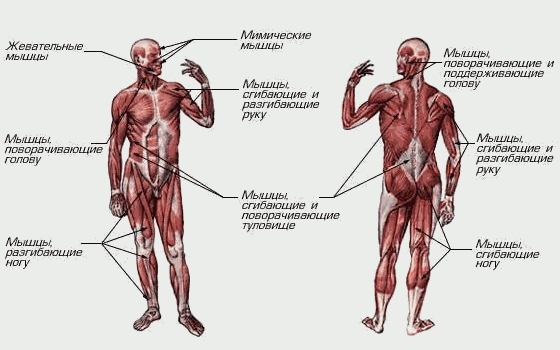 Жевательные
мышцы
Мимические
мышцы
Мышцы,
сгибающие и
разгибающие
руку
Мышцы,
поворачивающие и
поддерживающие
голову
Мышцы,
поворачивающие
голову
Мышцы,
сгибающие и
разгибающие
руку
Мышцы,
сгибающие и
поворачивающие
туловище
Мышцы,
разгибающие
ногу
Мышцы,
сгибающие
ногу